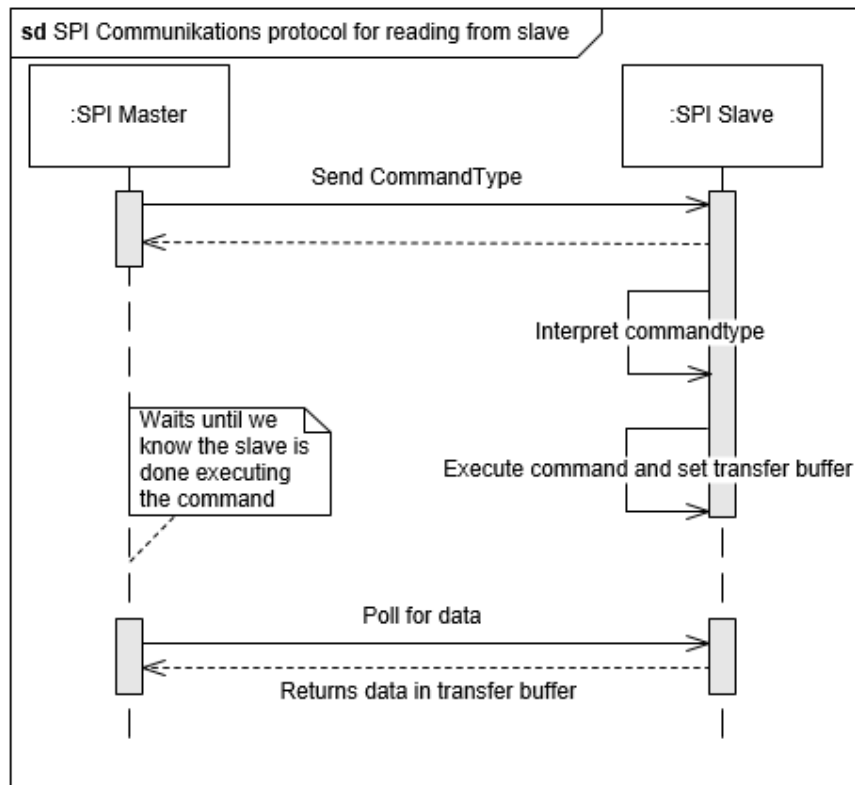 sd SPI Communikations protocol for reading from slave
:SPI Master
:SPI Slave
Send CommandType
Interpret commandtype
Waits until we
know the slave is
done executing
the command
Execute command and set transfer buffer
Poll for data
Returns data in transfer buffer